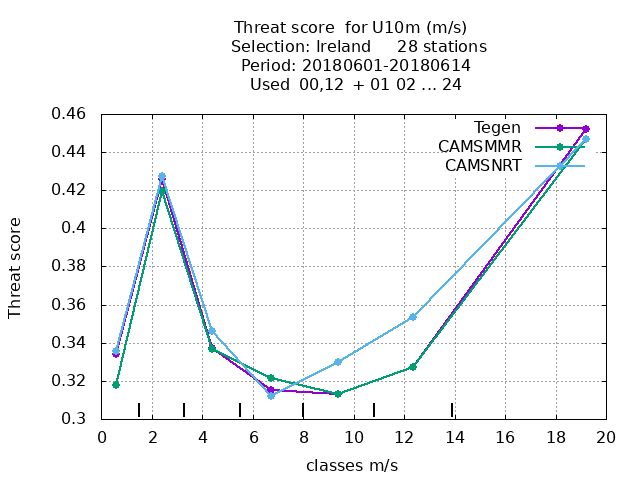 Threat score  for U10m (m/s)
Selection: Ireland     28 stations
Period: 20180601-20180614
Used  00,12  + 01 02 ... 24
0.46
0.44
0.42
0.4
0.38
0.36
0.34
0.32
0.3
Threat score
Tegen
CAMSMMR
CAMSNRT
0 2 4 6 8 10 12 14 16 18 20
classes m/s